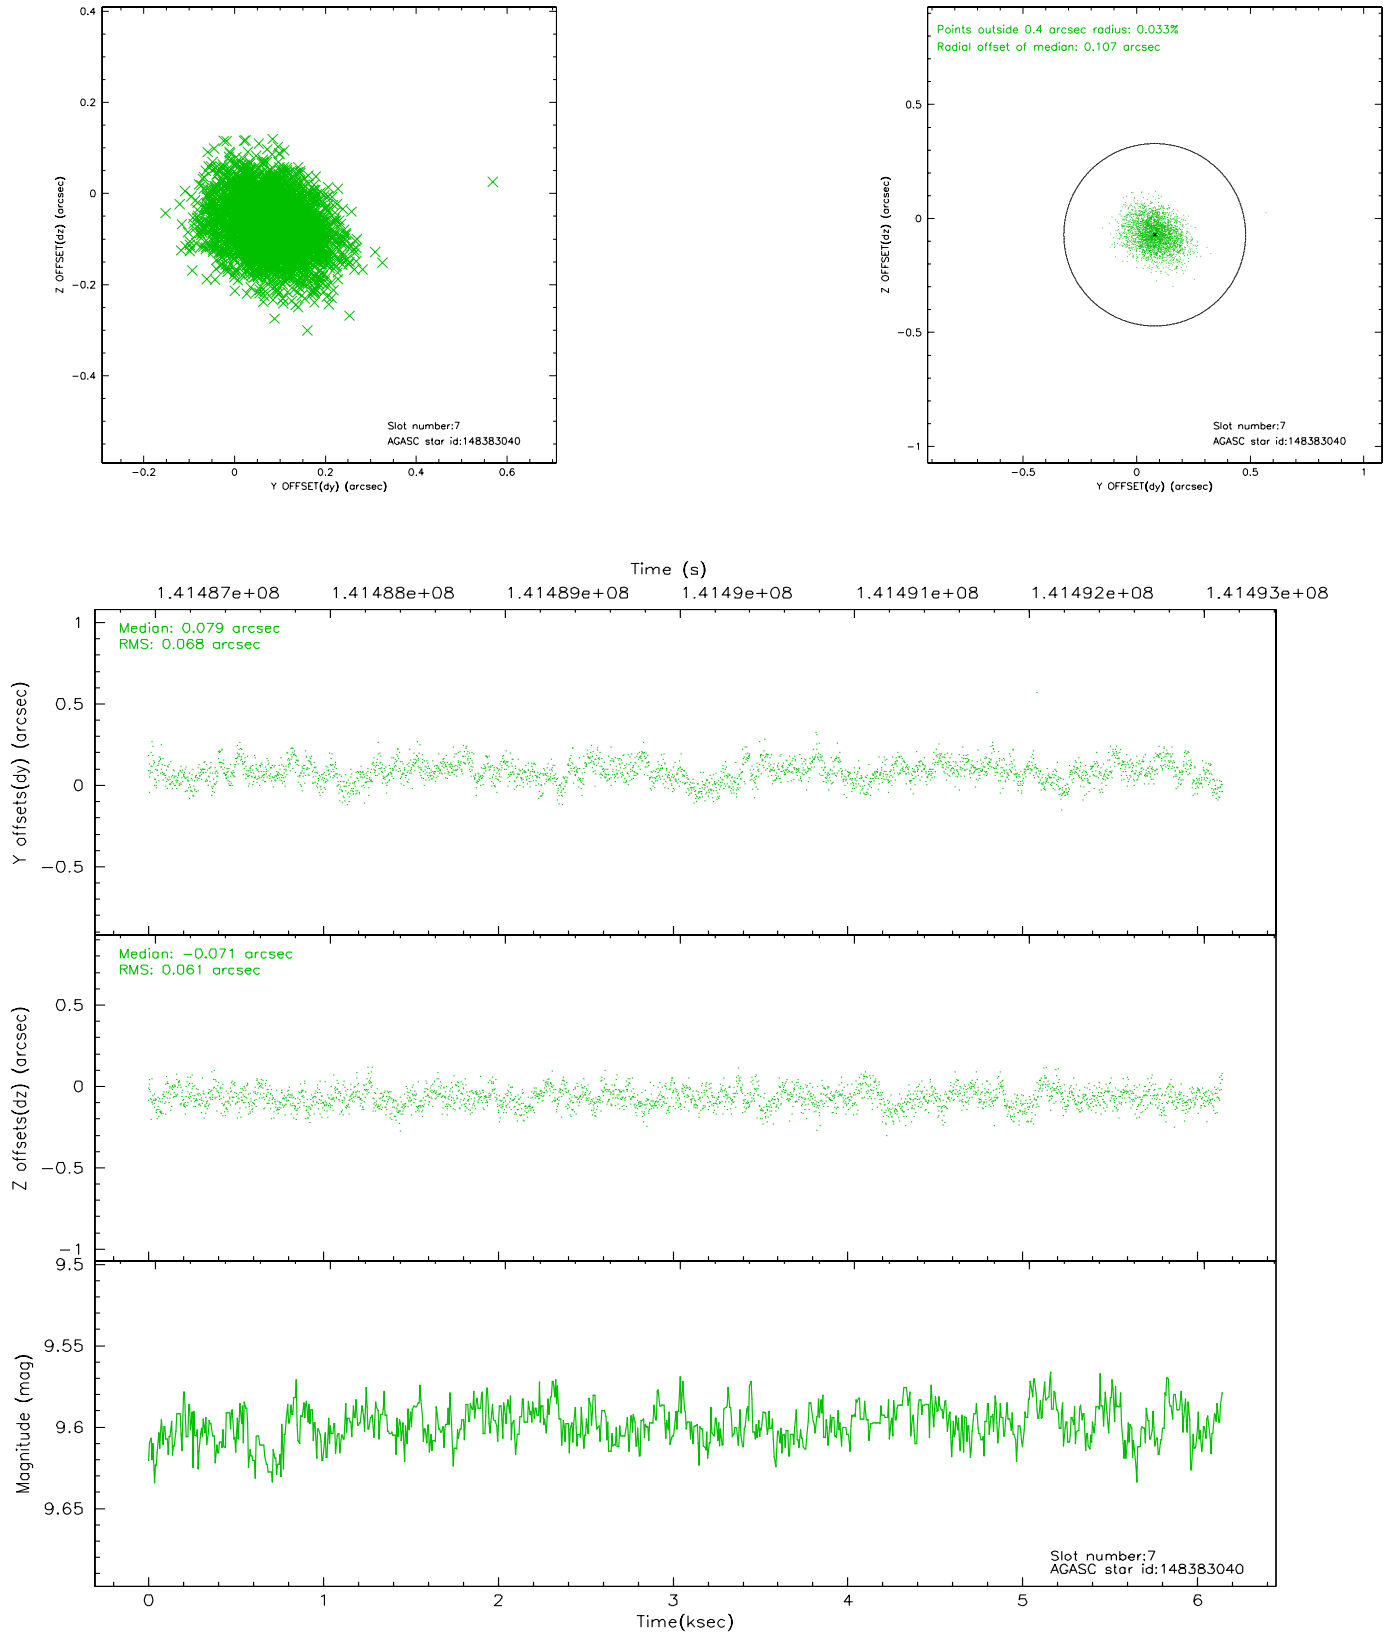 0.4
0.2
0
−0.2
−0.4
Z OFFSET(dz) (arcsec)
Slot number:7
AGASC star id:148383040
−0.2 0 0.2 0.4 0.6
Y OFFSET(dy) (arcsec)
Points outside 0.4 arcsec radius: 0.033%
Radial offset of median: 0.107 arcsec
0.5
0
−0.5
−1
Z OFFSET(dz) (arcsec)
Slot number:7
AGASC star id:148383040
−0.5 0 0.5 1
Y OFFSET(dy) (arcsec)
Time (s)
1.41487e+08 1.41488e+08 1.41489e+08 1.4149e+08 1.41491e+08 1.41492e+08 1.41493e+08
Median: 0.079 arcsec
RMS: 0.068 arcsec
1
0.5
0
−0.5
Y offsets(dy) (arcsec)
Median: −0.071 arcsec
RMS: 0.061 arcsec
0.5
0
−0.5
−1
Z offsets(dz) (arcsec)
9.5
9.55
9.6
9.65
Magnitude (mag)
Slot number:7
AGASC star id:148383040
0 1 2 3 4 5 6
Time(ksec)